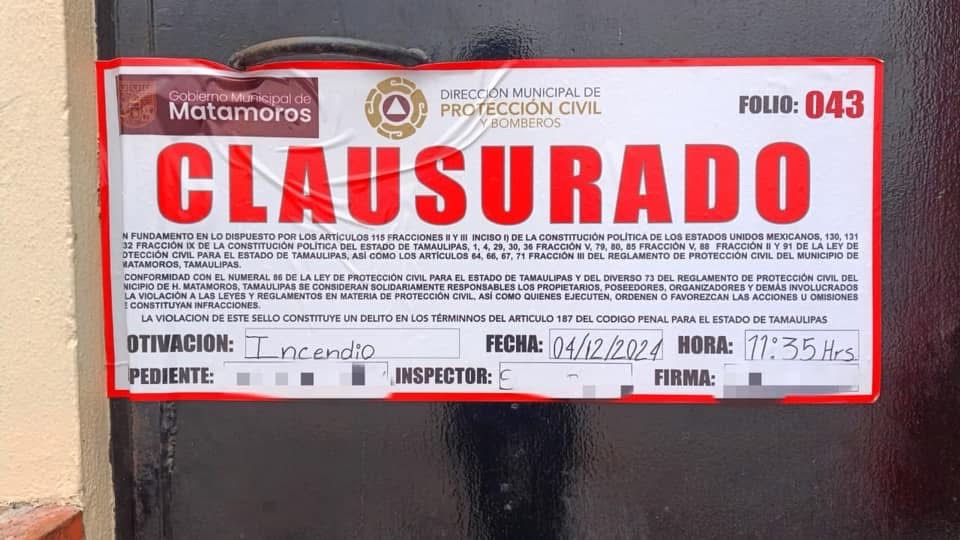 Gobierno Municipal de
Matamoros
DIRECCIÓN MUNICIPAL DE
PROTECCIÓN CIVIL
Y BOMBEROS
FOLIO: 043
CLAUSURADO
N FUNDAMENTO EN LO DISPUESTO POR LOS ARTÍCULOS 115 FRACCIONES II Y III INCISO I) DE LA CONSTITUCIÓN POLÍTICA DE LOS ESTADOS UNIDOS MEXICANOS, 130, 131
32 FRACCIÓN IX DE LA CONSTITUCIÓN POLÍTICA DEL ESTADO DE TAMAULIPAS, 1, 4, 29, 30, 36 FRACCIÓN V, 79, 80, 85 FRACCIÓN V, 88 FRACCIÓN II Y 91 DE LA LEY DE
OTECCIÓN CIVIL PARA EL ESTADO DE TAMAULIPAS, ASÍ COMO LOS ARTÍCULOS 64, 66, 67, 71 FRACCIÓN III DEL REGLAMENTO DE PROTECCIÓN CIVIL DEL MUNICIPIO DE
MATAMOROS, TAMAULIPAS.
CONFORMIDAD CON EL NUMERAL 86 DE LA LEY DE PROTECCIÓN CIVIL PARA EL ESTADO DE TAMAULIPAS Y DEL DIVERSO 73 DEL REGLAMENTO DE PROTECCIÓN CIVIL DEL
NICIPIO DE H. MATAMOROS, TAMAULIPAS SE CONSIDERAN SOLIDARIAMENTE RESPONSABLES LOS PROPIETARIOS, POSEEDORES, ORGANIZADORES Y DEMÁS INVOLUCRADOS
LA VIOLACIÓN A LAS LEYES Y REGLAMENTOS EN MATERIA DE PROTECCIÓN CIVIL, ASÍ COMO QUIENES EJECUTEN, ORDENEN O FAVOREZCAN LAS ACCIONES U OMISIONES
E CONSTITUYAN INFRACCIONES.
LA VIOLACIÓN DE ESTE SELLO CONSTITUYE UN DELITO EN LOS TÉRMINNOS DEL ARTICULO 187 DEL CODIGO PENAL PARA EL ESTADO DE TAMAULIPAS
OTIVACION: Incendio FECHA: 04/12/2024 HORA: 11:35 Hrs.
PEDIENTE: INSPECTOR: FIRMA: